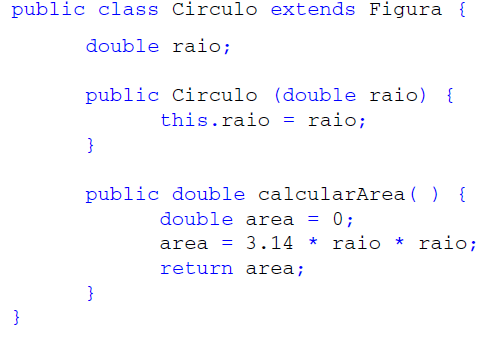 public class Circulo extends Figura {
double raio;
public Circulo (double raio) {
this.raio = raio;
}
public double calcularArea( ) {
double area = 0;
area = 3.14 * raio * raio;
return area;
}
}